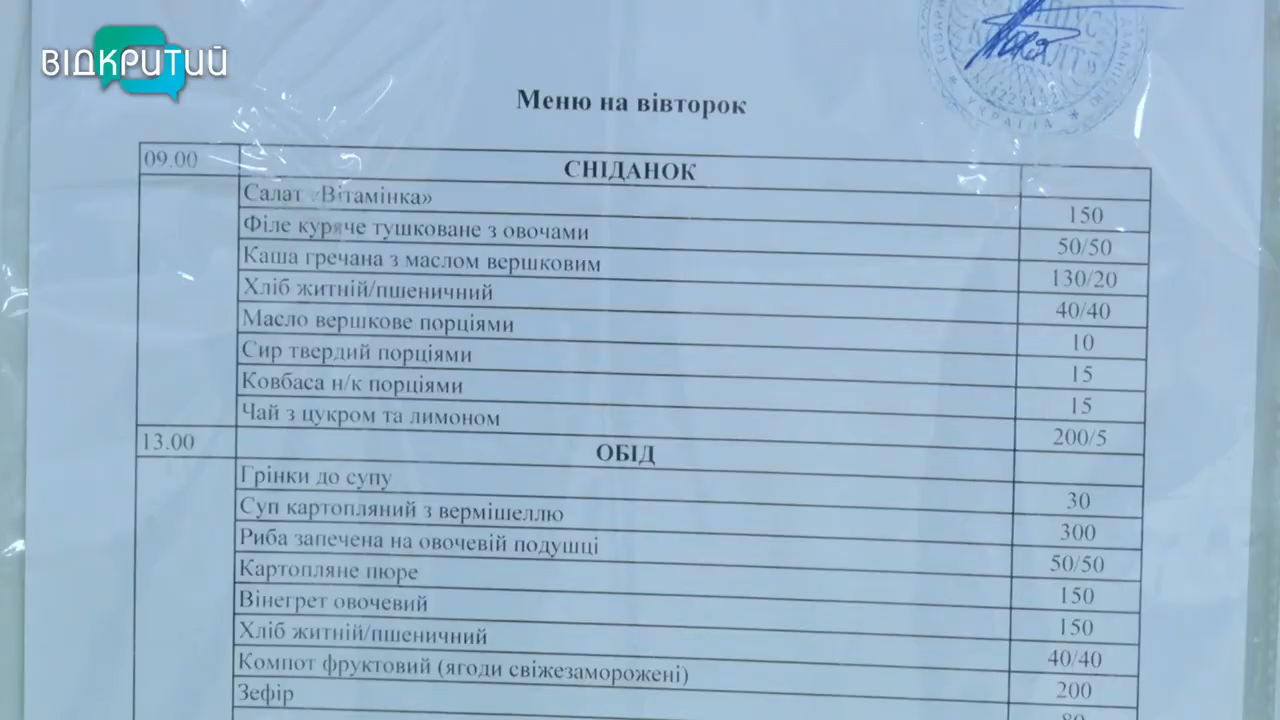 ВІДКРИТИЙ
Меню на вівторок
09.00 СНІДАНОК
Салат «Вітамінка» 150
Філе куряче тушковане з овочами 50/50
Каша гречана з маслом вершковим 130/20
Хліб житній/пшеничний 40/40
Масло вершкове порціями 10
Сир твердий порціями 15
Ковбаса н/к порціями 15
Чай з цукром та лимоном 200/5
13.00 ОБІД
Грінки до супу 30
Суп картопляний з вермішеллю 300
Риба запечена на овочевій подушці 50/50
Картопляне пюре 150
Вінегрет овочевий 150
Хліб житній/пшеничний 40/40
Компот фруктовий (ягоди свіжезаморожені) 200
Зефір
УКРАЇНА